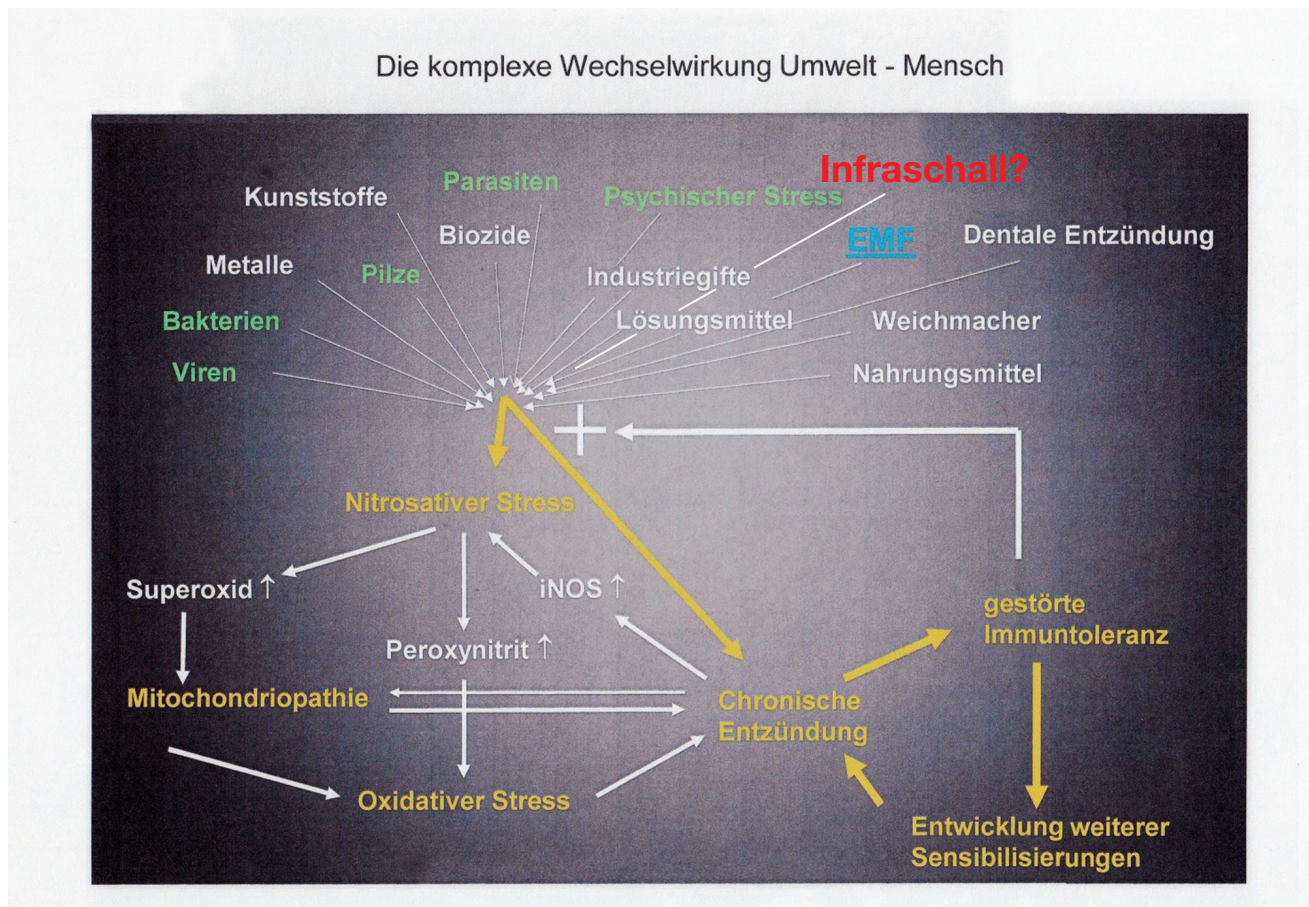 Die komplexe Wechselwirkung Umwelt - Mensch
Infraschall?
Kunststoffe
Parasiten
Psychischer Stress
Biozide
EMF
Dentale Entzündung
Metalle
Pilze
Industriegifte
Bakterien
Lösungsmittel
Weichmacher
Viren
Nahrungsmittel
Nitrosativer Stress
Superoxid ↑
iNOS ↑
gestörte
Immuntoleranz
Peroxynitrit ↑
Mitochondriopathie
Chronische
Entzündung
Oxidativer Stress
Entwicklung weiterer
Sensibilisierungen